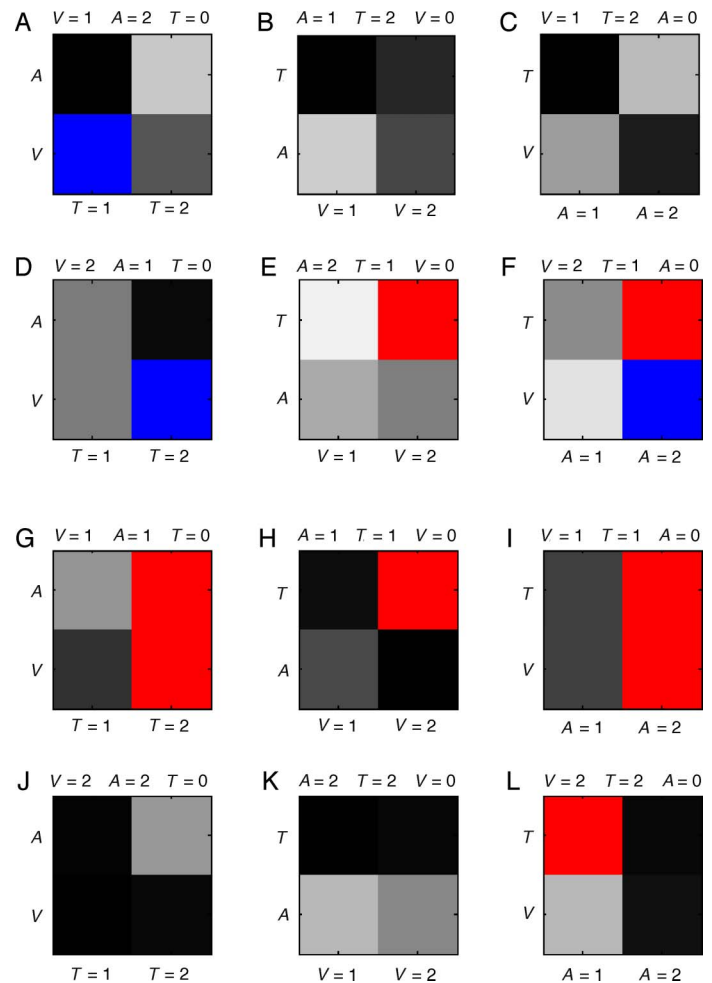 A V = 1 A = 2 T = 0
A
V
T = 1 T = 2
B A = 1 T = 2 V = 0
T
A
V = 1 V = 2
C V = 1 T = 2 A = 0
T
V
A = 1 A = 2
D V = 2 A = 1 T = 0
A
V
T = 1 T = 2
E A = 2 T = 1 V = 0
T
A
V = 1 V = 2
F V = 2 T = 1 A = 0
T
V
A = 1 A = 2
G V = 1 A = 1 T = 0
A
V
T = 1 T = 2
H A = 1 T = 1 V = 0
T
A
V = 1 V = 2
I V = 1 T = 1 A = 0
T
V
A = 1 A = 2
J V = 2 A = 2 T = 0
A
V
T = 1 T = 2
K A = 2 T = 2 V = 0
T
A
V = 1 V = 2
L V = 2 T = 2 A = 0
T
V
A = 1 A = 2